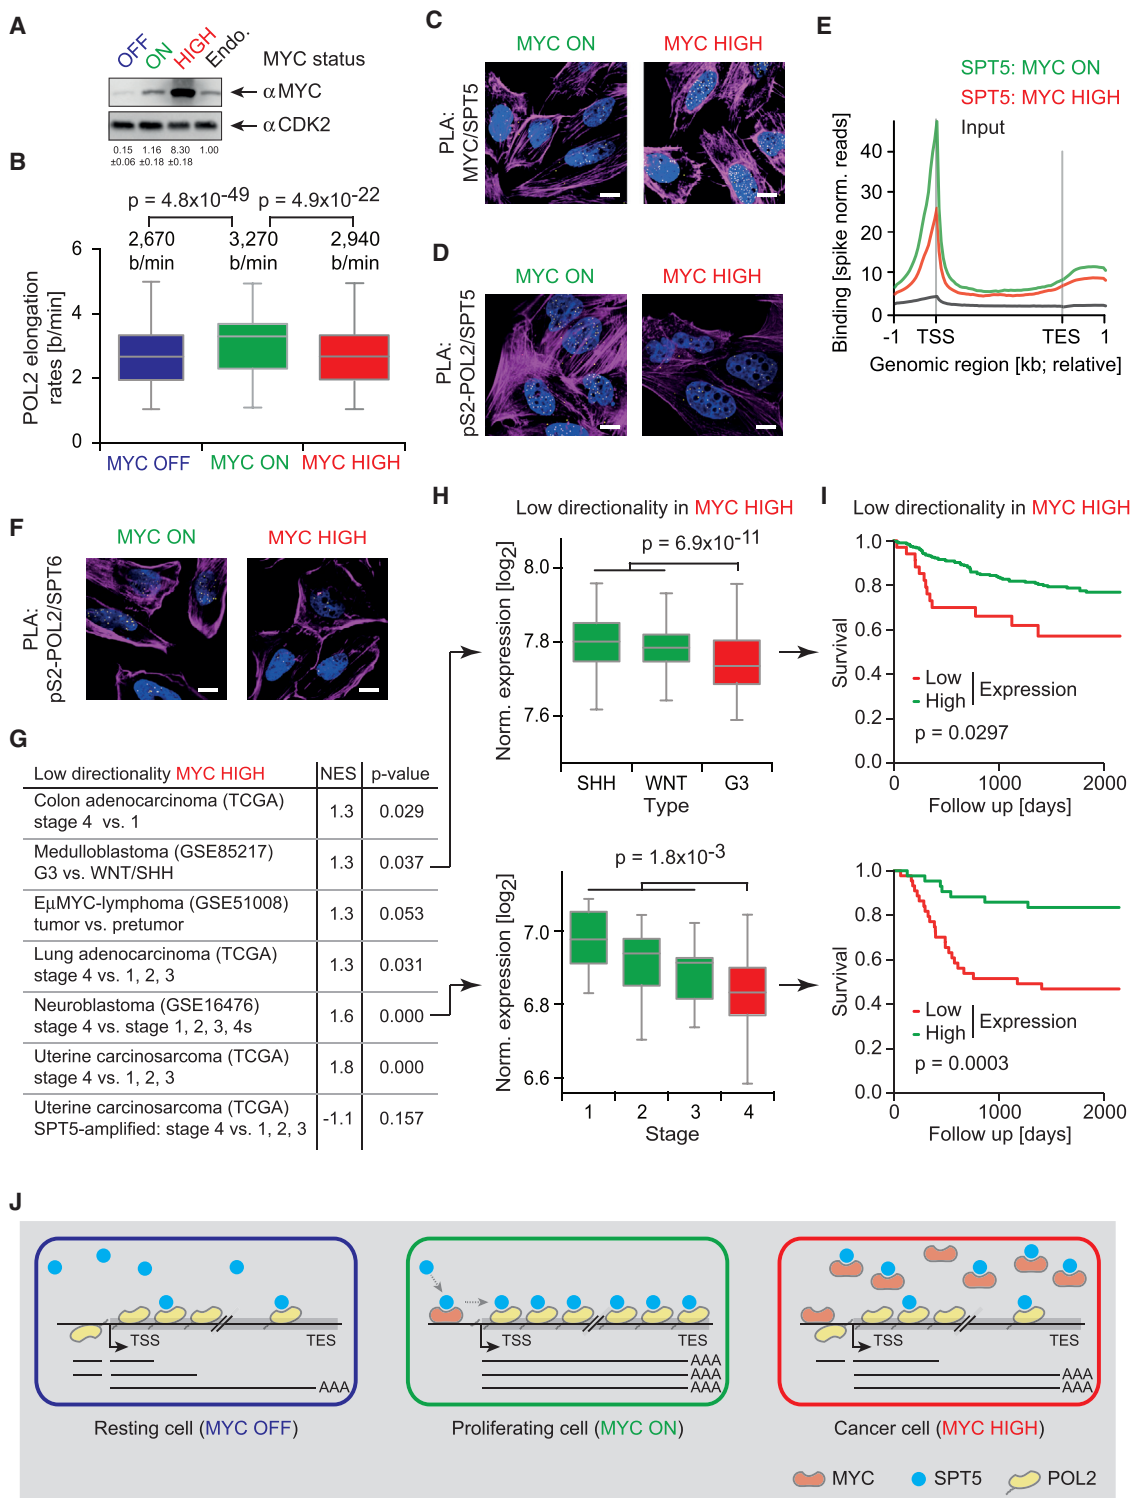 A
OFF
ON
HIGH
Endo.
MYC status
αMYC
αCDK2
0.15 1.16 8.30 1.00
±0.06 ±0.18 ±0.18
B
p = 4.8x10-49
p = 4.9x10-22
2,670 3,270 2,940
b/min b/min b/min
POL2 elongation
rates [b/min]
6
4
2
0
MYC OFF
MYC ON
MYC HIGH
C
MYC ON
MYC HIGH
PLA:
MYC/SPT5
D
MYC ON
MYC HIGH
PLA:
pS2-POL2/SPT5
E
SPT5: MYC ON
SPT5: MYC HIGH
Input
Binding [spike norm. reads]
40
30
20
10
0
-1 TSS TES 1
Genomic region [kb; relative]
F
MYC ON
MYC HIGH
PLA:
pS2-POL2/SPT6
G
Low directionality MYC HIGH NES p-value
Colon adenocarcinoma (TCGA)
stage 4 vs. 1
1.3 0.029
Medulloblastoma (GSE85217)
G3 vs. WNT/SHH
1.3 0.037
EμMYC-lymphoma (GSE51008)
tumor vs. pretumor
1.3 0.053
Lung adenocarcinoma (TCGA)
stage 4 vs. 1, 2, 3
1.3 0.031
Neuroblastoma (GSE16476)
stage 4 vs. stage 1, 2, 3, 4s
1.6 0.000
Uterine carcinosarcoma (TCGA)
stage 4 vs. 1, 2, 3
1.8 0.000
Uterine carcinosarcoma (TCGA)
SPT5-amplified: stage 4 vs. 1, 2, 3
-1.1 0.157
H
Low directionality in MYC HIGH
p = 6.9x10-11
Norm. expression [log2]
8.0
7.8
7.6
SHH WNT G3
Type
p = 1.8x10-3
Norm. expression [log2]
7.0
6.8
6.6
1 2 3 4
Stage
I
Low directionality in MYC HIGH
Survival
1.0
0.8
0.6
0.4
0.2
0.0
Low
High
Expression
p = 0.0297
0 1000 2000
Follow up [days]
Survival
1.0
0.8
0.6
0.4
0.2
0.0
Low
High
Expression
p = 0.0003
0 1000 2000
Follow up [days]
J
TSS TES
AAA
Resting cell (MYC OFF)
TSS TES
AAA
AAA
AAA
Proliferating cell (MYC ON)
TSS TES
AAA
AAA
Cancer cell (MYC HIGH)
MYC SPT5 POL2